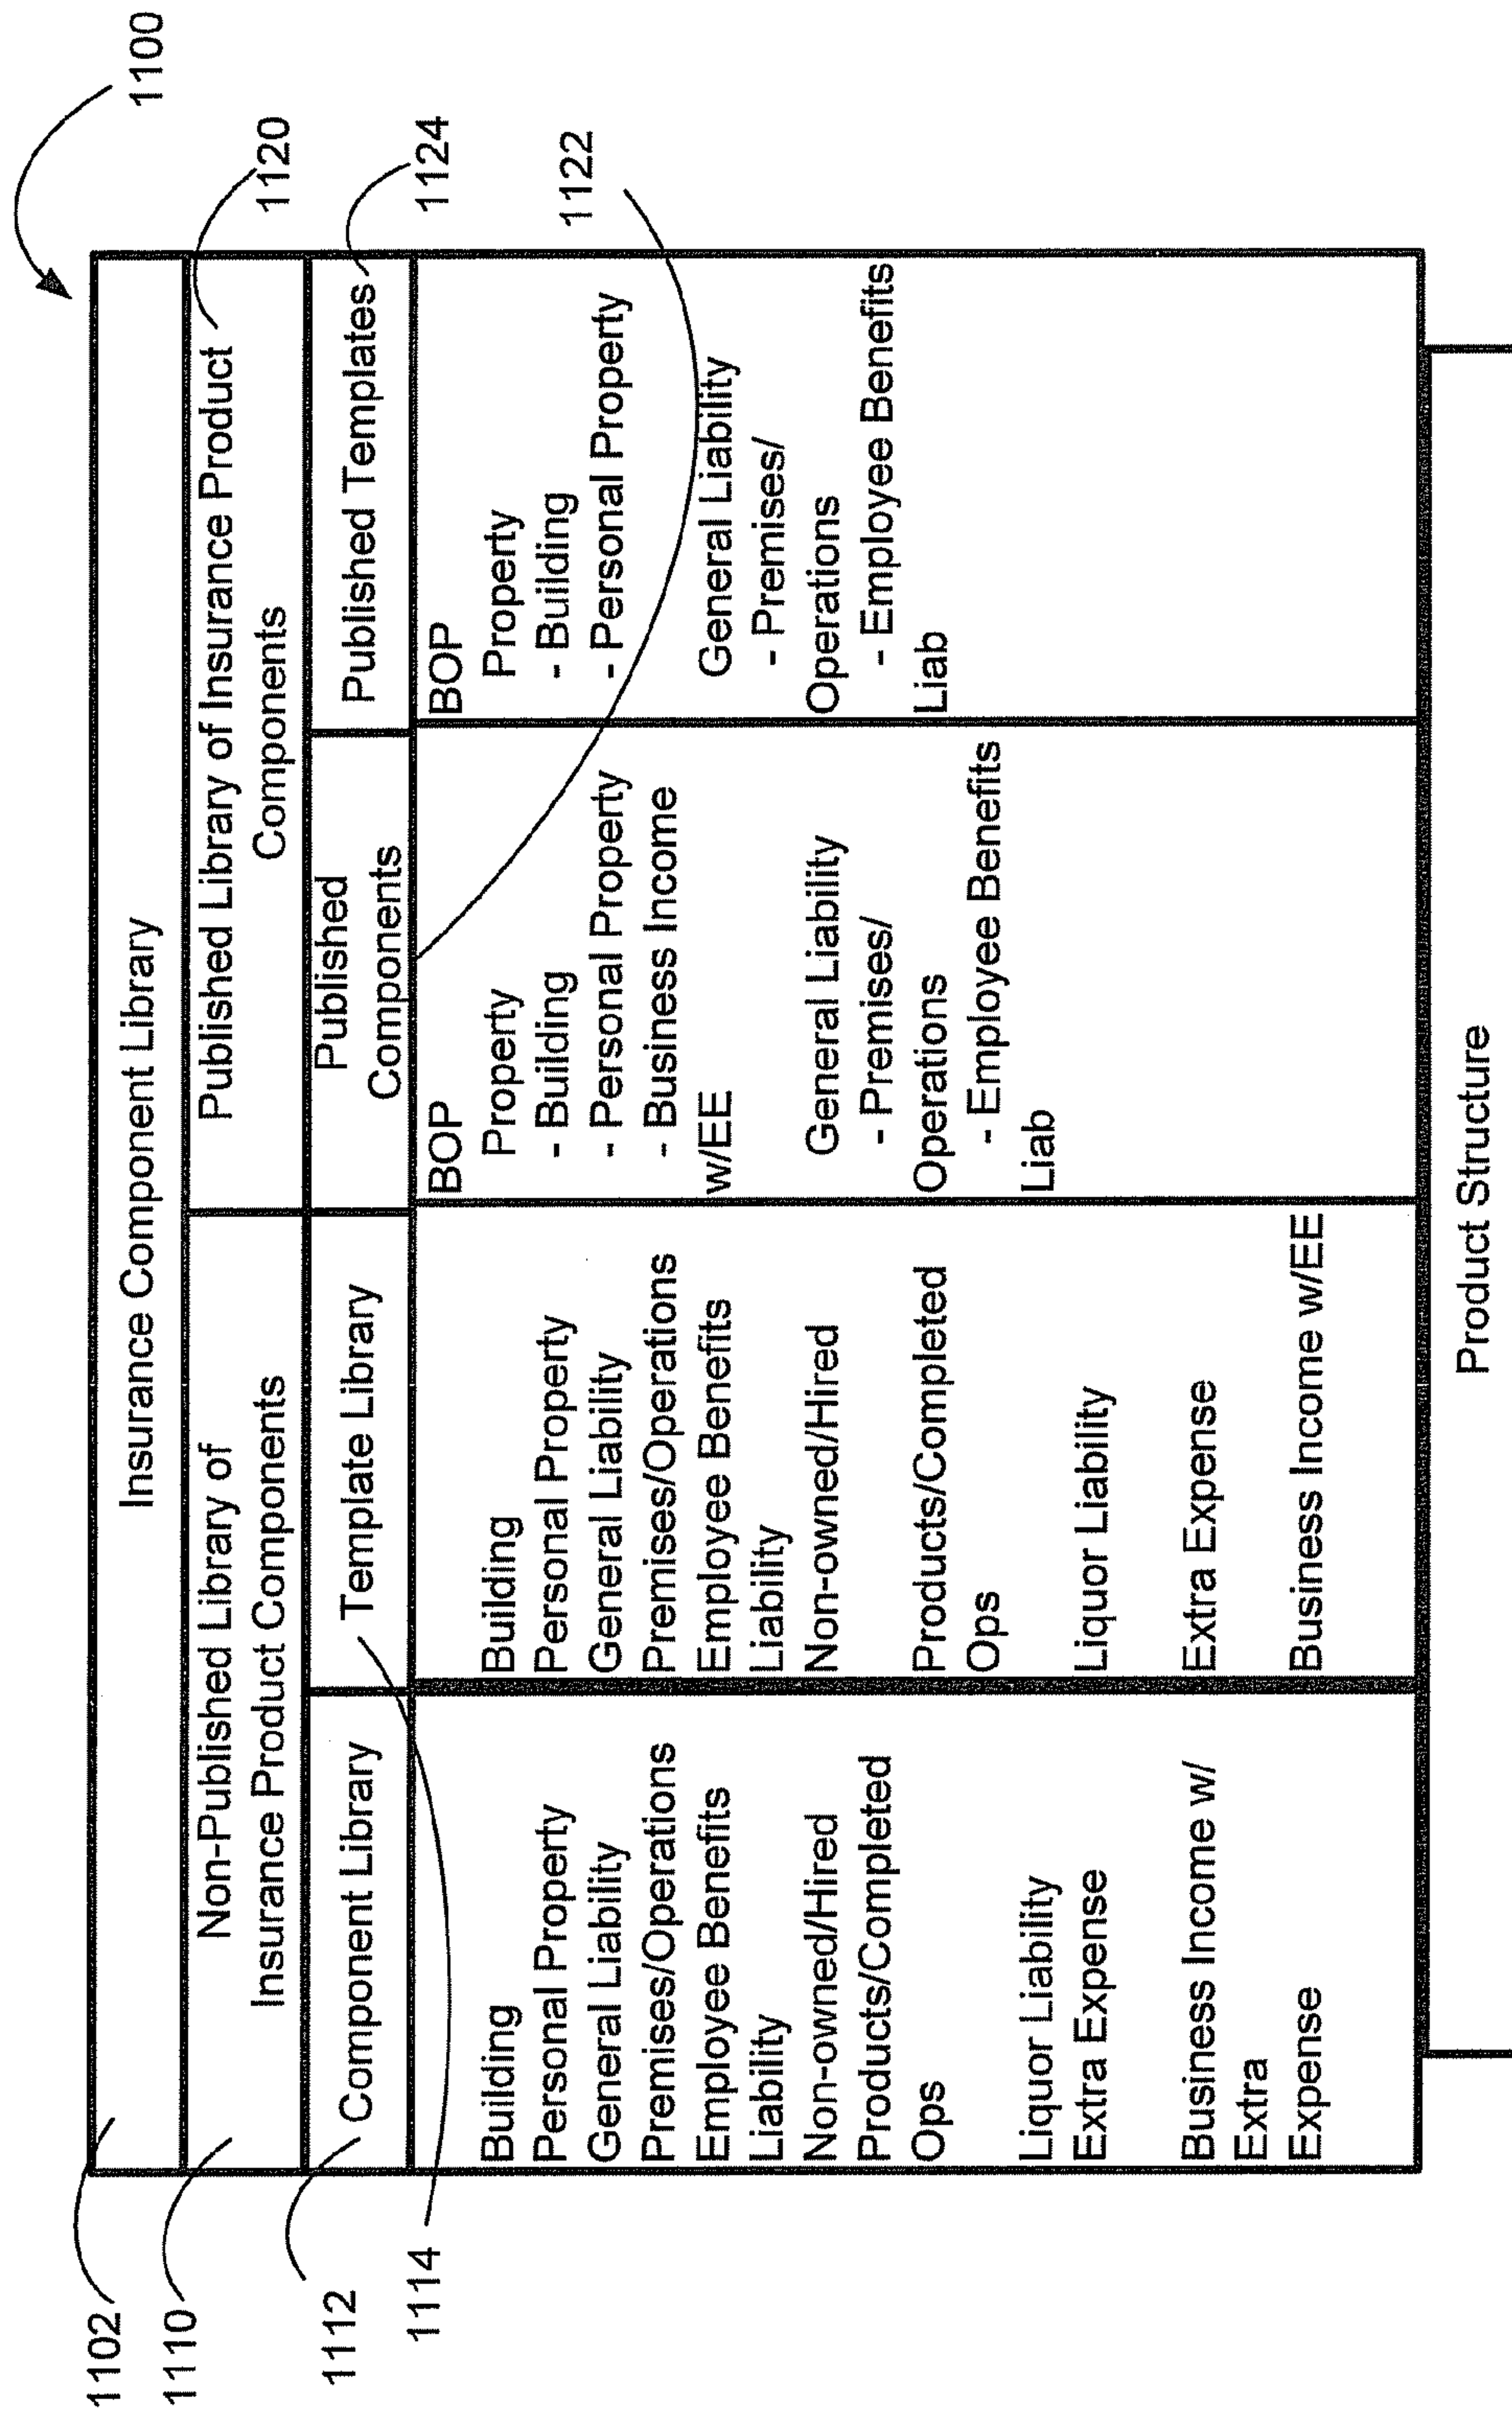 1100
1102
Insurance Component Library
1110
Non-Published Library of
Insurance Product Components
Published Library of Insurance Product
Components
1120
1112
Component Library
1114
Template Library
Published
Components
1122
Published Templates
1124
Building
Personal Property
General Liability
Premises/Operations
Employee Benefits
Liability
Non-owned/Hired
Products/Completed
Ops
Liquor Liability
Extra Expense
Business Income w/
Extra
Expense
Building
Personal Property
General Liability
Premises/Operations
Employee Benefits
Liability
Non-owned/Hired
Products/Completed
Ops
Liquor Liability
Extra Expense
Business Income w/EE
BOP
Property
- Building
- Personal Property
- Business Income
w/EE
General Liability
- Premises/
Operations
- Employee Benefits
Liab
BOP
Property
- Building
- Personal Property
General Liability
- Premises/
Operations
- Employee Benefits
Liab
Product Structure